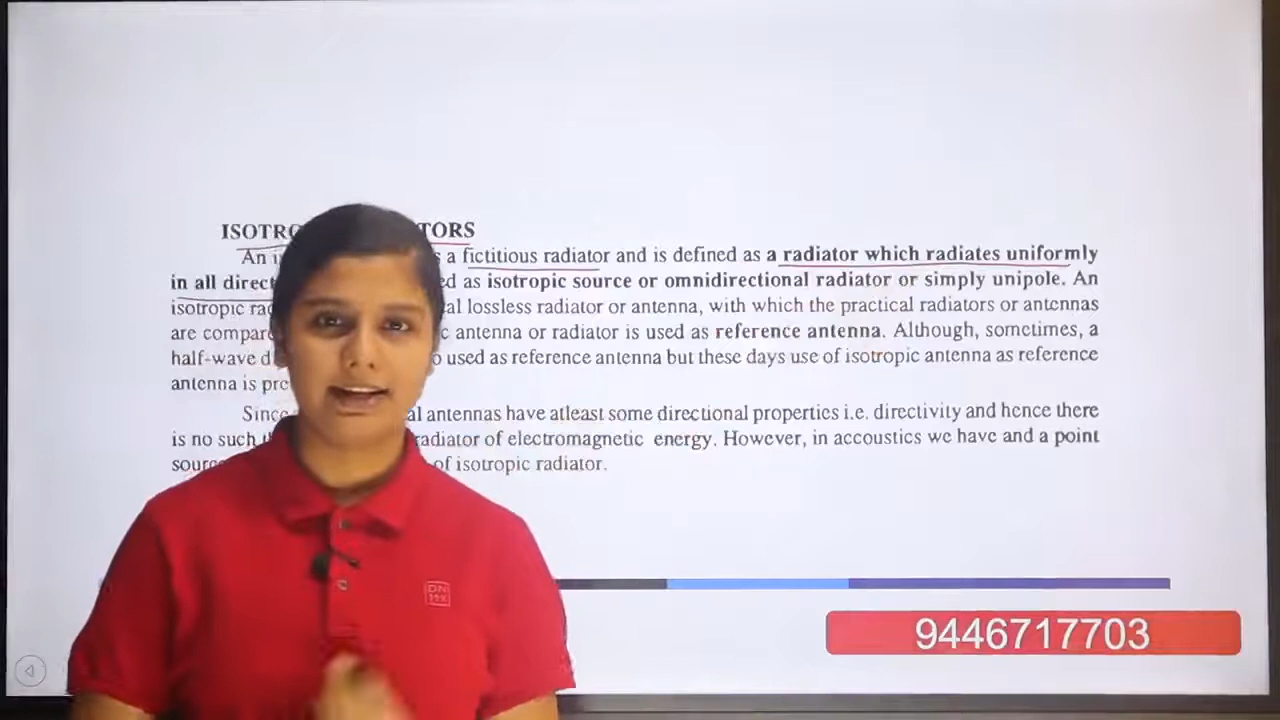 ISOTRO TORS
An i a fictitious radiator and is defined as a radiator which radiates uniformly
in all direct ed as isotropic source or omnidirectional radiator or simply unipole. An
isotropic rad al lossless radiator or antenna, with which the practical radiators or antennas
are compare c antenna or radiator is used as reference antenna. Although, sometimes, a
half-wave d o used as reference antenna but these days use of isotropic antenna as reference
antenna is pre
Since al antennas have atleast some directional properties i.e. directivity and hence there
is no such radiator of electromagnetic energy. However, in accoustics we have and a point
source of isotropic radiator.
DN
9446717703